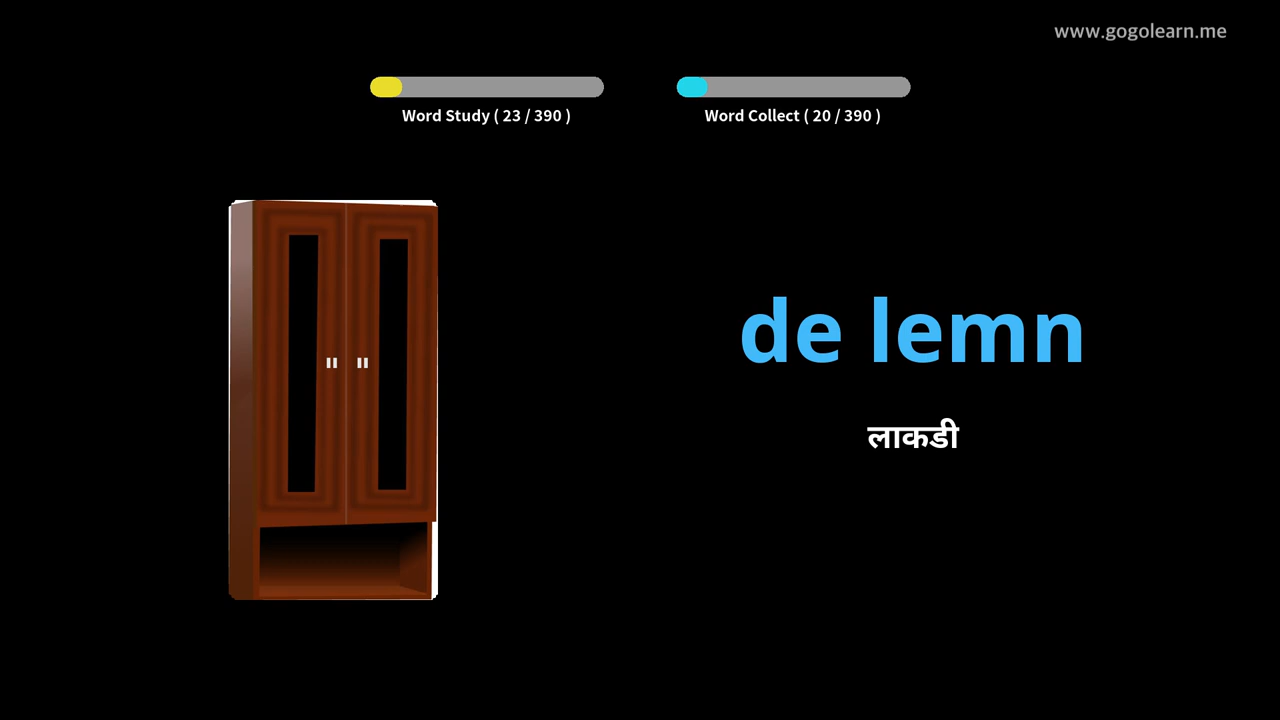 www.gogolearn.me
Word Study ( 23 / 390 )
Word Collect ( 20 / 390 )
de lemn
लाकडी